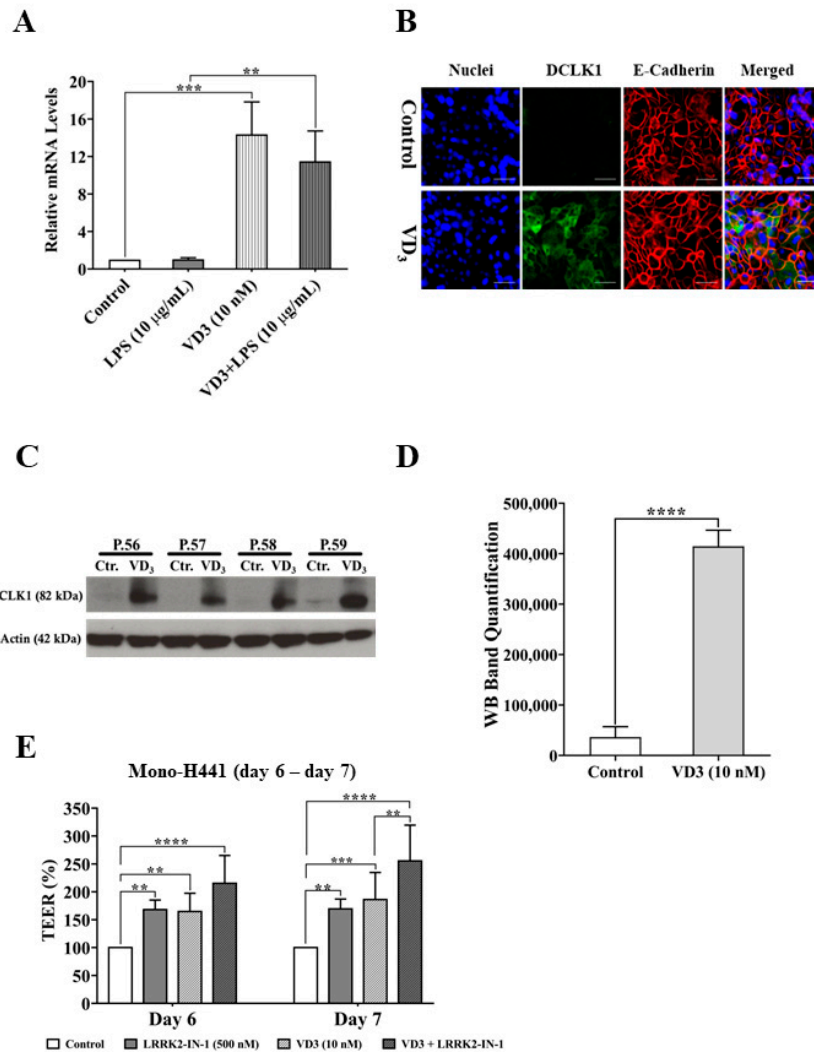 A
Relative mRNA Levels
20
16
12
8
4
0
***
**
Control
LPS (10 μg/mL)
VD3 (10 nM)
VD3+LPS (10 μg/mL)
B
Nuclei DCLK1 E-Cadherin Merged
Control
VD3
C
P.56 P.57 P.58 P.59
Ctr. VD3 Ctr. VD3 Ctr. VD3 Ctr. VD3
CLK1 (82 kDa)
Actin (42 kDa)
D
WB Band Quantification
500,000
400,000
300,000
200,000
100,000
0
****
Control VD3 (10 nM)
E
Mono-H441 (day 6 – day 7)
TEER (%)
350
300
250
200
150
100
50
0
****
**
**
****
**
***
**
Day 6 Day 7
Control LRRK2-IN-1 (500 nM) VD3 (10 nM) VD3 + LRRK2-IN-1